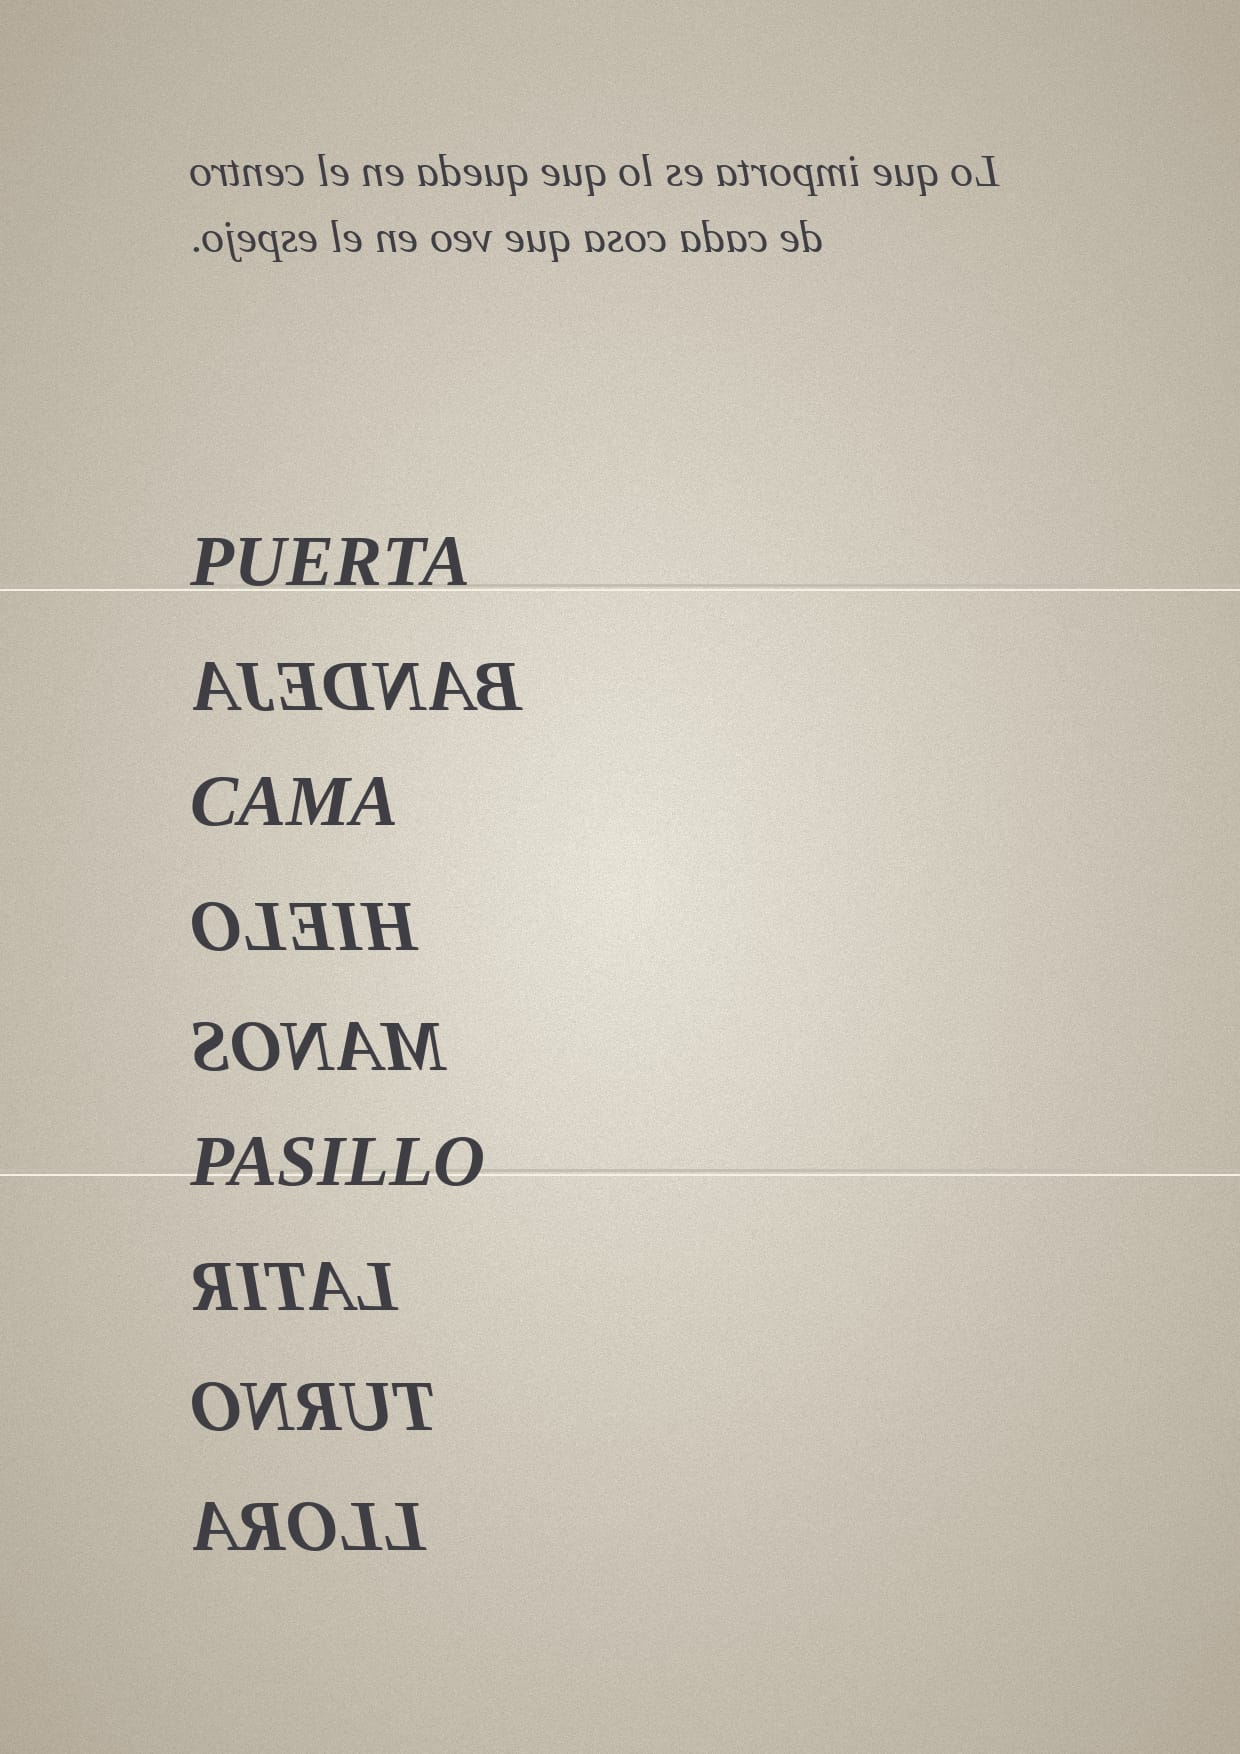 Lo que importa es lo que queda en el centro
de cada cosa que veo en el espejo.
PUERTA
BANDEJA
CAMA
HIELO
MANOS
PASILLO
LATIR
TURNO
LLORA